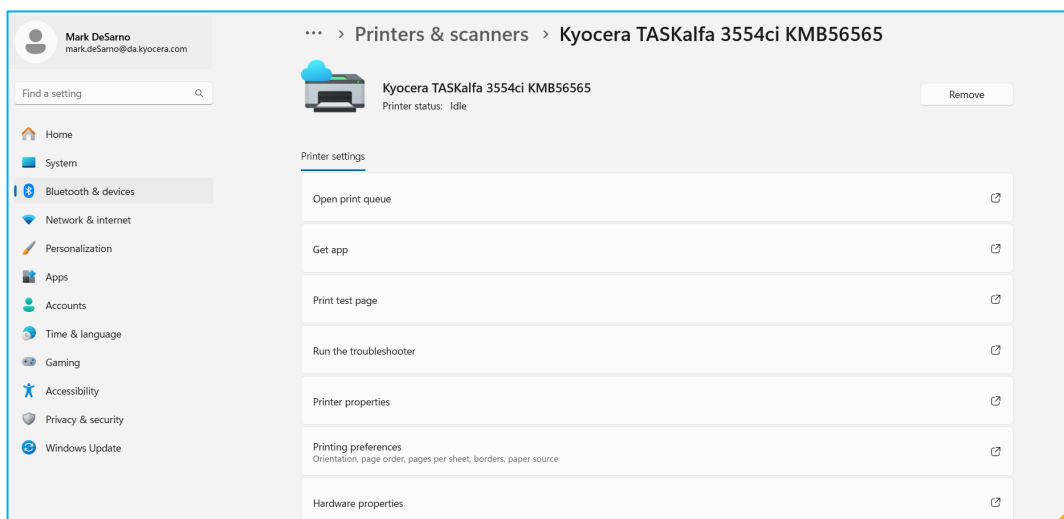 Mark DeSarno
mark.deSarno@da.kyocera.com
Find a setting
Home
System
Bluetooth & devices
Network & internet
Personalization
Apps
Accounts
Time & language
Gaming
Accessibility
Privacy & security
Windows Update
... > Printers & scanners > Kyocera TASKalfa 3554ci KMB56565
Kyocera TASKalfa 3554ci KMB56565
Printer status: Idle
Remove
Printer settings
Open print queue
Get app
Print test page
Run the troubleshooter
Printer properties
Printing preferences
Orientation, page order, pages per sheet, borders, paper source
Hardware properties